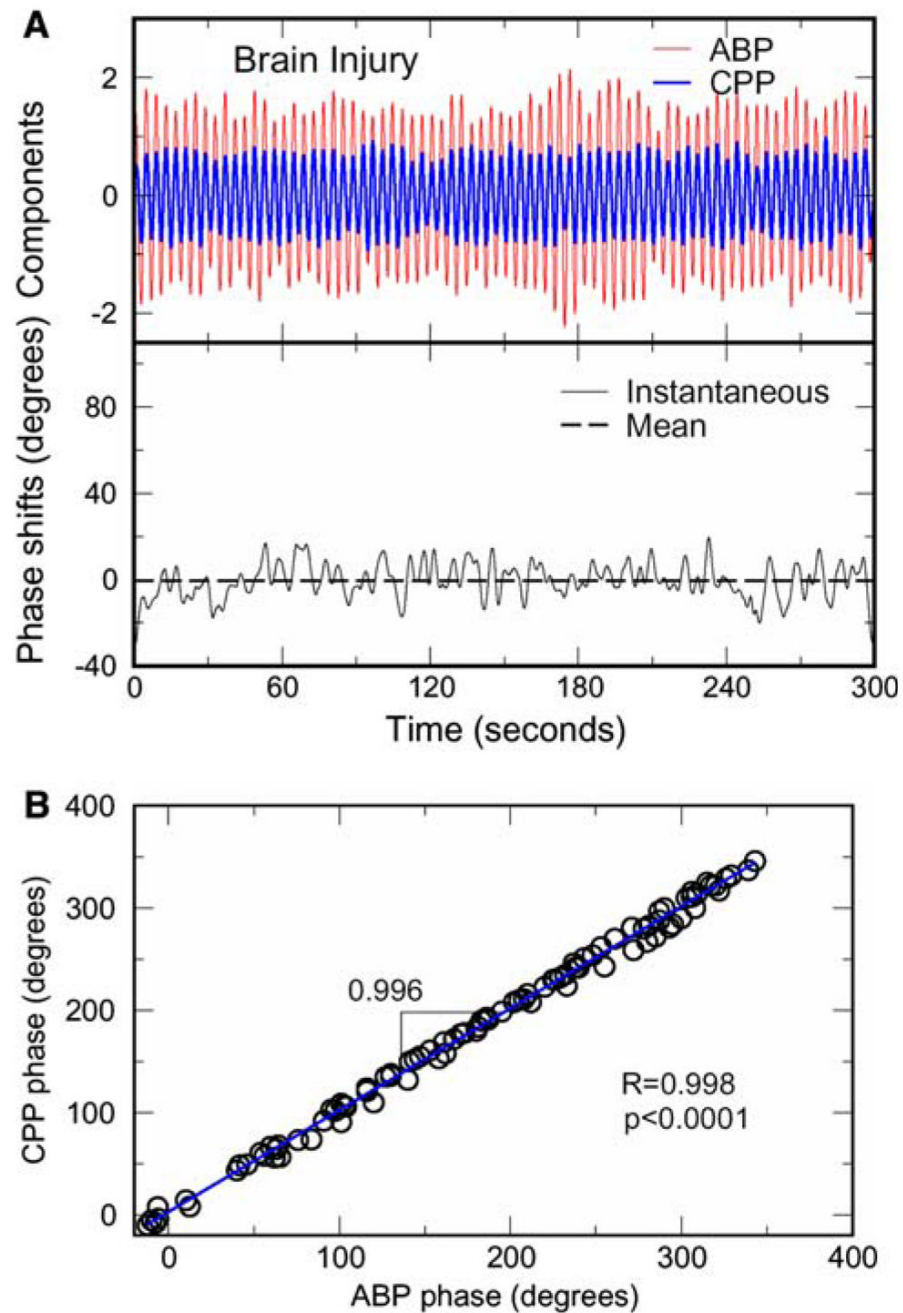 A
Brain Injury
ABP
CPP
2
0
-2
Components
Instantaneous
Mean
80
40
0
-40
Phase shifts (degrees)
0 60 120 180 240 300
Time (seconds)
B
400
300
200
100
0
CPP phase (degrees)
0.996
R=0.998
p<0.0001
0 100 200 300 400
ABP phase (degrees)